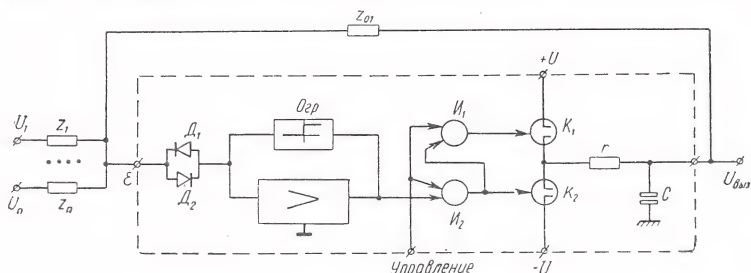 Z₀₁
+U
Огр
И₁
К₁
U₁
Z₁
Д₁
r
ε
Uₙ
Zₙ
Д₂
>
И₂
К₂
C
Uвых
Управление
-U